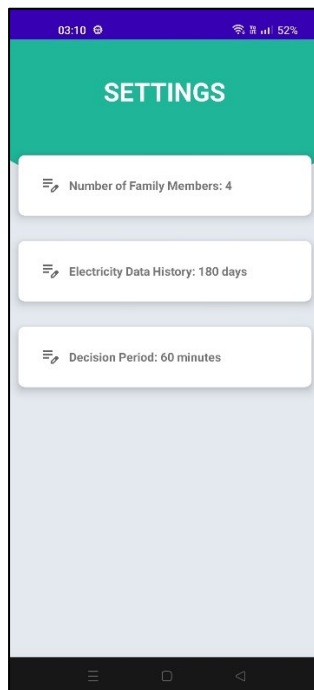 03:10 52%
SETTINGS
Number of Family Members: 4
Electricity Data History: 180 days
Decision Period: 60 minutes